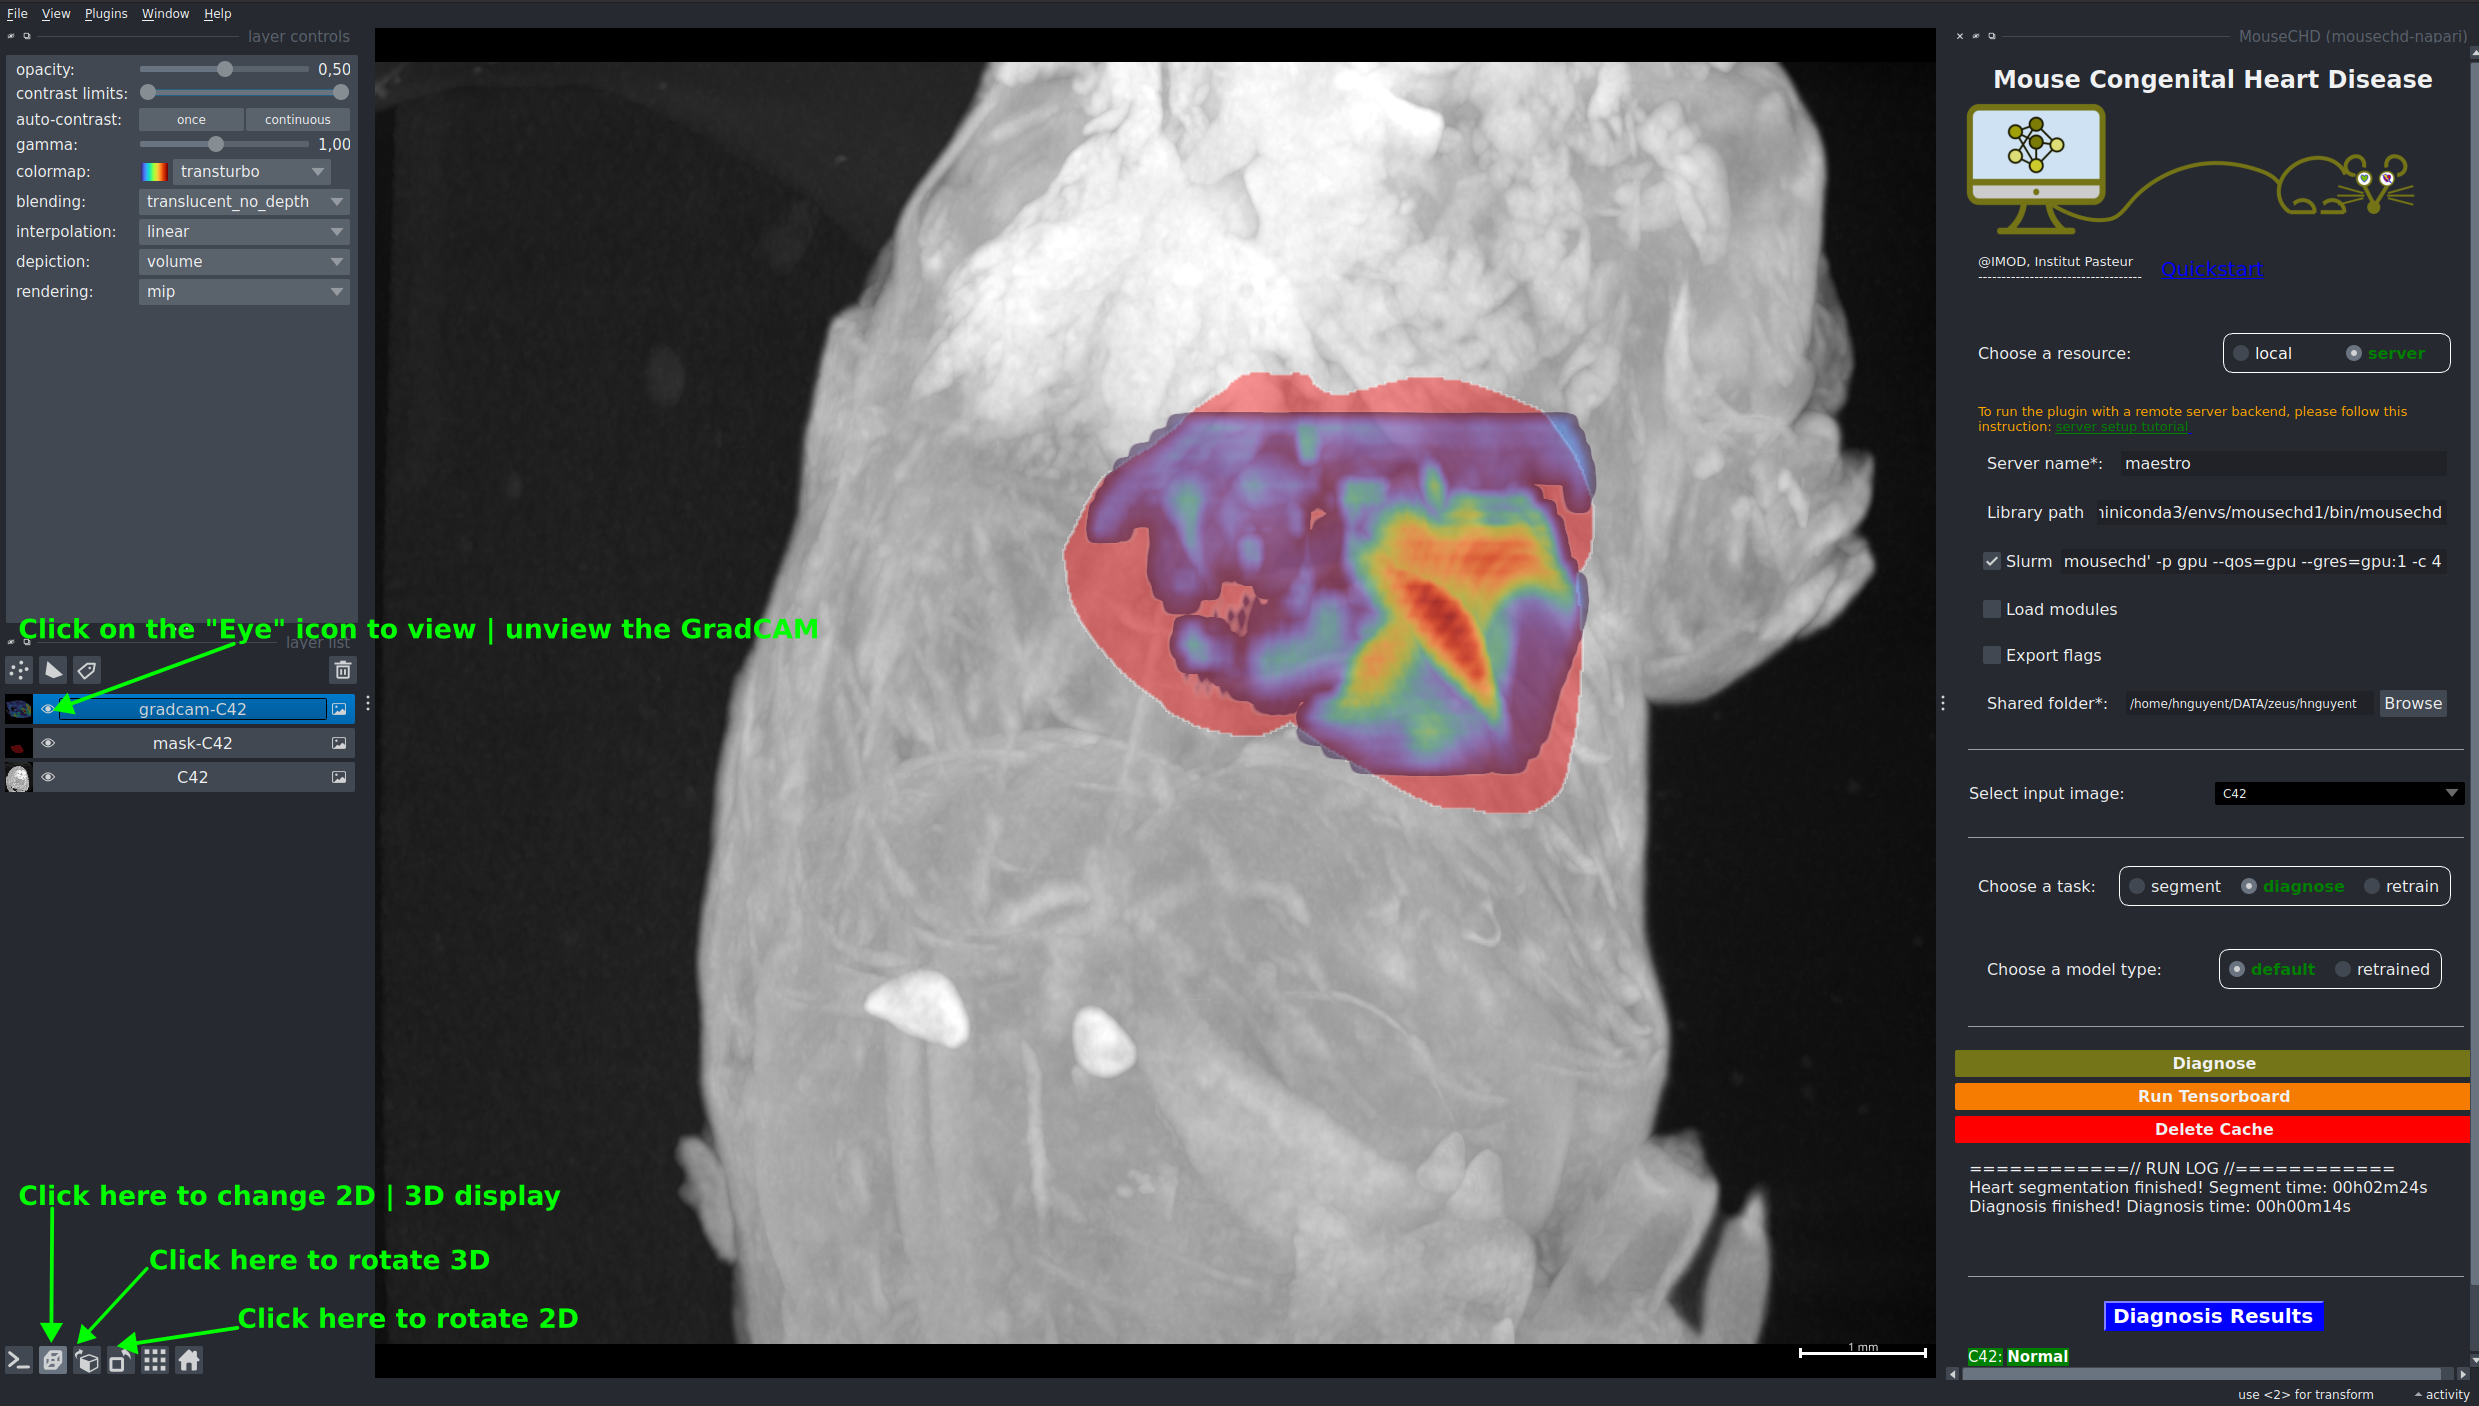 File View Plugins Window Help
layer controls
opacity: 0,50
contrast limits:
auto-contrast: once continuous
gamma: 1,00
colormap: transturbo
blending: translucent_no_depth
interpolation: linear
depiction: volume
rendering: mip
Click on the "Eye" icon to view | unview the GradCAM
layer list
gradcam-C42
mask-C42
C42
Click here to change 2D | 3D display
Click here to rotate 3D
Click here to rotate 2D
1 mm
MouseCHD (mousechd-napari)
Mouse Congenital Heart Disease
@IMOD, Institut Pasteur
---------------------------------
Quickstart
Choose a resource: local server
To run the plugin with a remote server backend, please follow this
instruction: server setup tutorial
Server name*: maestro
Library path niniconda3/envs/mousechd1/bin/mousechd
Slurm mousechd' -p gpu --qos=gpu --gres=gpu:1 -c 4
Load modules
Export flags
Shared folder*: /home/hnguyent/DATA/zeus/hnguyent Browse
Select input image: C42
Choose a task: segment diagnose retrain
Choose a model type: default retrained
Diagnose
Run Tensorboard
Delete Cache
============// RUN LOG //============
Heart segmentation finished! Segment time: 00h02m24s
Diagnosis finished! Diagnosis time: 00h00m14s
Diagnosis Results
C42: Normal
use <2> for transform activity